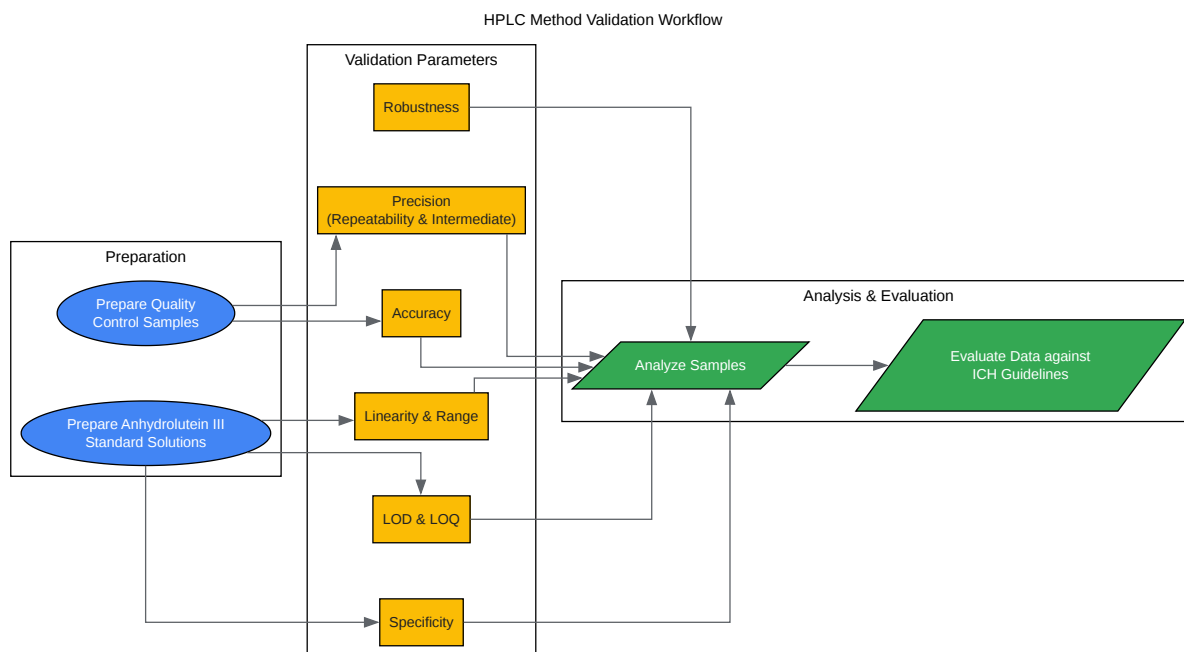 HPLC Method Validation Workflow
Validation Parameters
Robustness
Precision
(Repeatability & Intermediate)
Preparation
Prepare Quality
Control Samples
Accuracy
Analysis & Evaluation
Analyze Samples
Evaluate Data against
ICH Guidelines
Prepare Anhydrolutein III
Standard Solutions
Linearity & Range
LOD & LOQ
Specificity